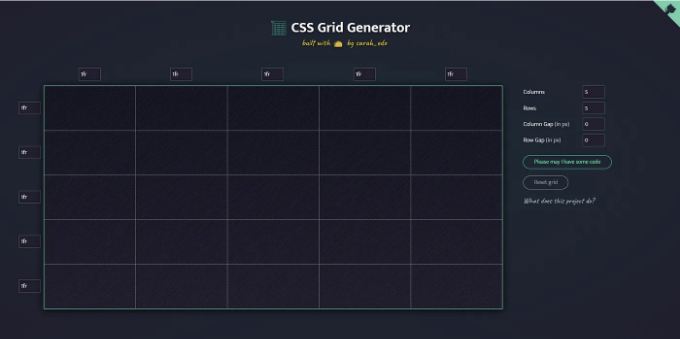 CSS Grid Generator
built with by sarah_edo
1fr 1fr 1fr 1fr 1fr
1fr
1fr
1fr
1fr
1fr
Columns 5
Rows 5
Column Gap (in px) 0
Row Gap (in px) 0
Please may I have some code
Reset grid
What does this project do?